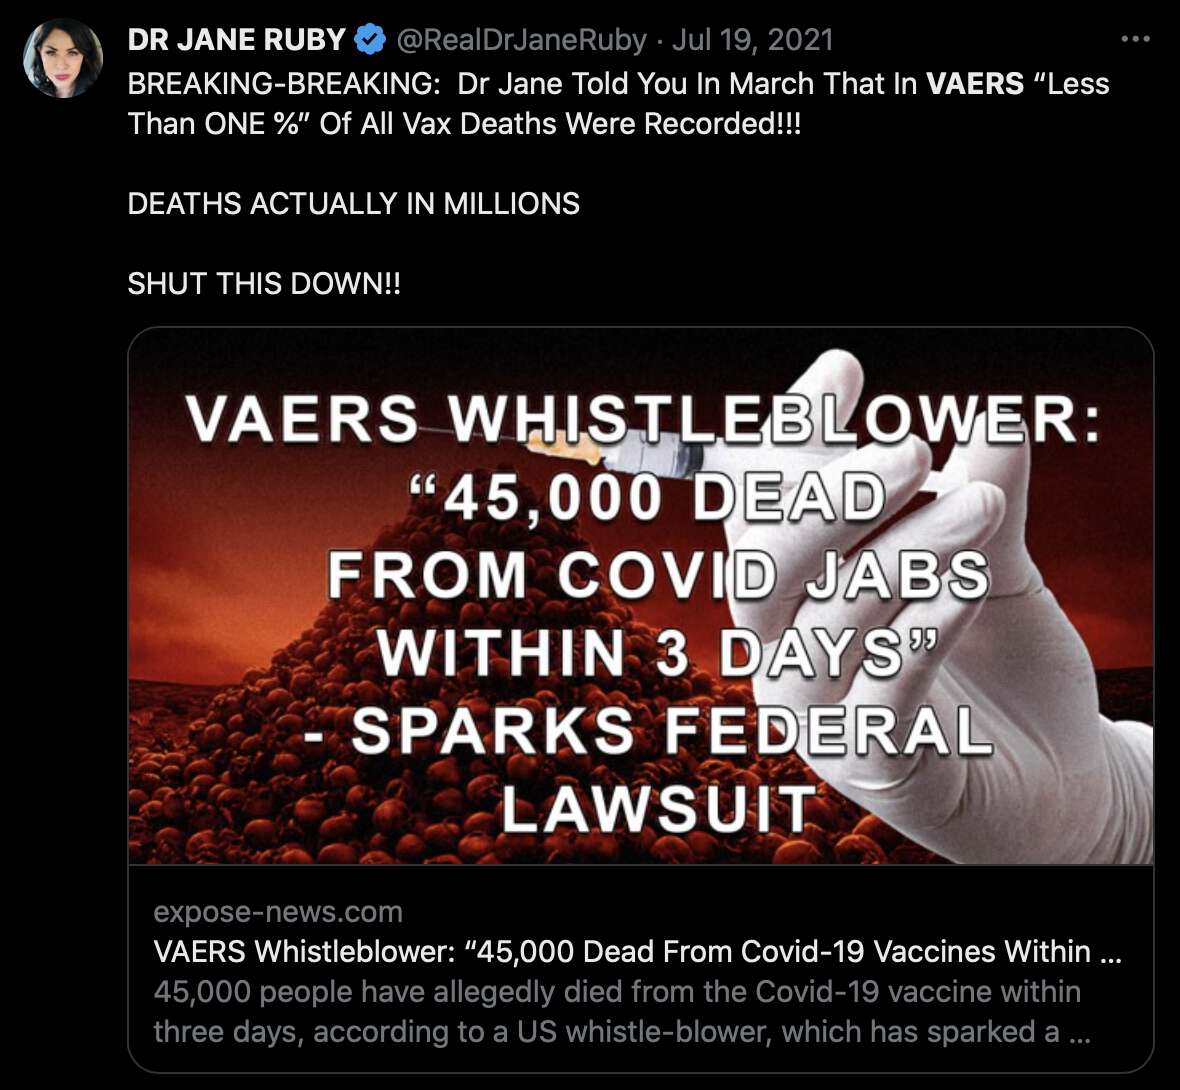 DR JANE RUBY @RealDrJaneRuby · Jul 19, 2021
BREAKING-BREAKING:  Dr Jane Told You In March That In VAERS “Less
Than ONE %” Of All Vax Deaths Were Recorded!!!
DEATHS ACTUALLY IN MILLIONS
SHUT THIS DOWN!!
VAERS WHISTLEBLOWER:
“45,000 DEAD
FROM COVID JABS
WITHIN 3 DAYS”
- SPARKS FEDERAL
LAWSUIT
expose-news.com
VAERS Whistleblower: “45,000 Dead From Covid-19 Vaccines Within ...
45,000 people have allegedly died from the Covid-19 vaccine within
three days, according to a US whistle-blower, which has sparked a ...